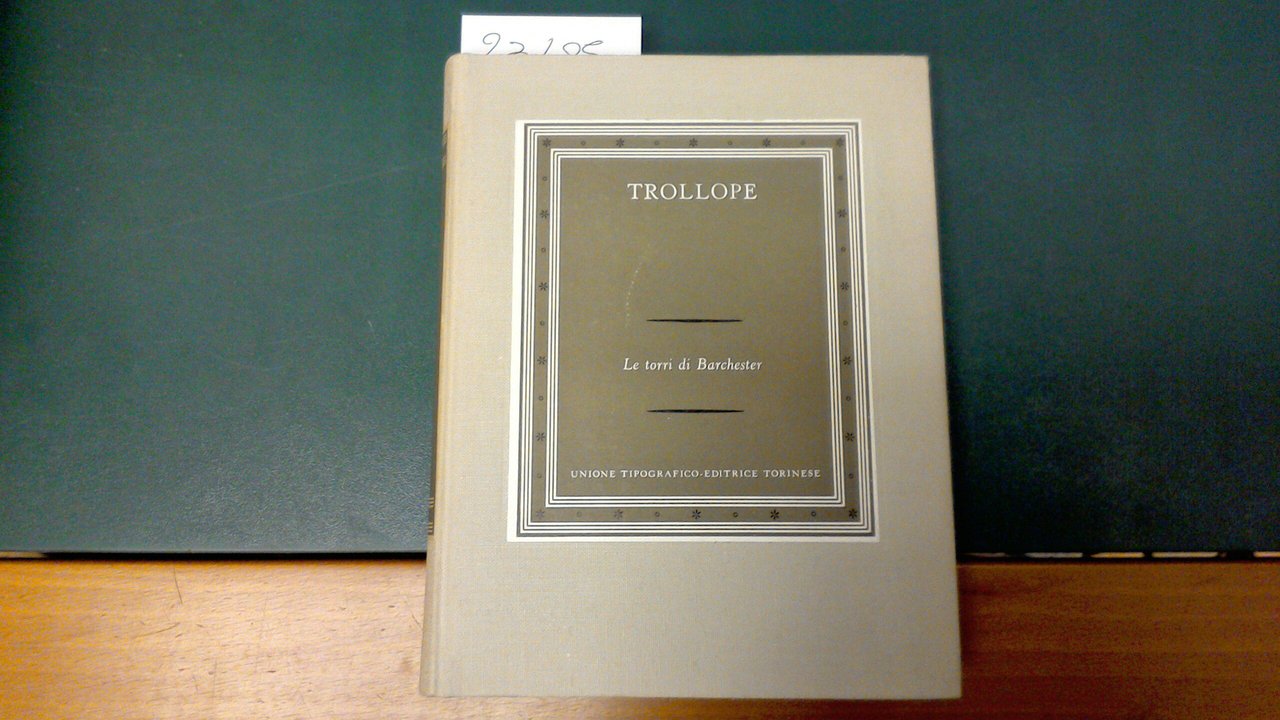 TROLLOPE
Le torri di Barchester
UNIONE TIPOGRAFICO-EDITRICE TORINESE